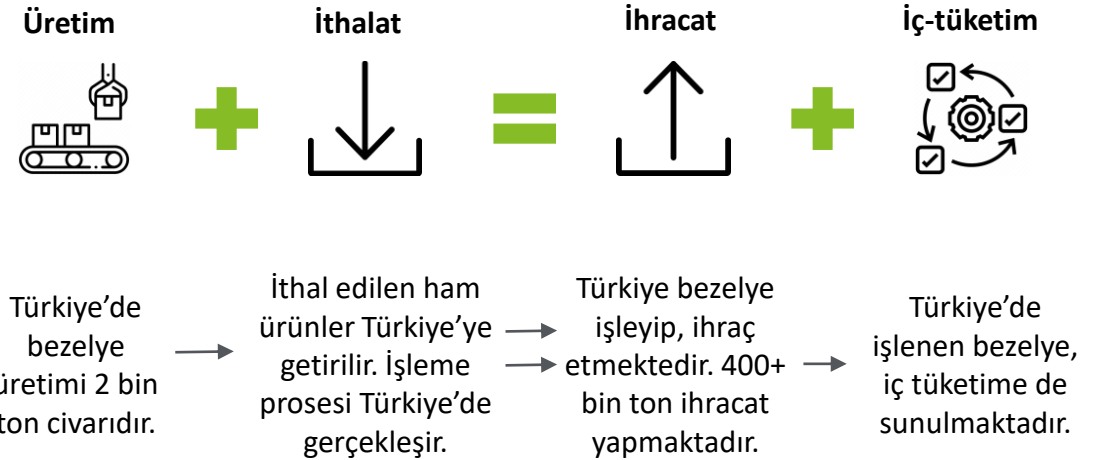 Üretim
İthalat
İhracat
İç-tüketim
Türkiye’de
bezelye
üretimi 2 bin
ton civarıdır.
İthal edilen ham
ürünler Türkiye’ye
getirilir. İşleme
prosesi Türkiye’de
gerçekleşir.
Türkiye bezelye
işleyip, ihraç
etmektedir. 400+
bin ton ihracat
yapmaktadır.
Türkiye’de
işlenen bezelye,
iç tüketime de
sunulmaktadır.